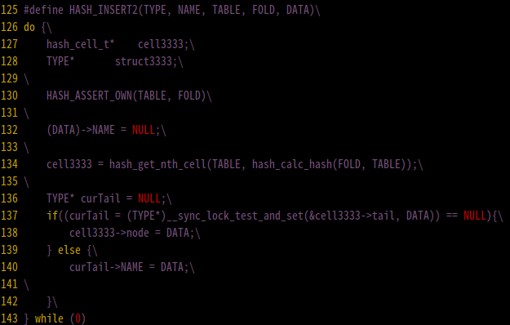 125 #define HASH_INSERT2(TYPE, NAME, TABLE, FOLD, DATA)\
126 do {\
127     hash_cell_t*    cell3333;\
128     TYPE*       struct3333;\
129 \
130     HASH_ASSERT_OWN(TABLE, FOLD)\
131 \
132     (DATA)->NAME = NULL;\
133 \
134     cell3333 = hash_get_nth_cell(TABLE, hash_calc_hash(FOLD, TABLE));\
135 \
136     TYPE* curTail = NULL;\
137     if((curTail = (TYPE*)__sync_lock_test_and_set(&cell3333->tail, DATA)) == NULL){\
138         cell3333->node = DATA;\
139     } else {\
140         curTail->NAME = DATA;\
141 \
142     }\
143 } while (0)